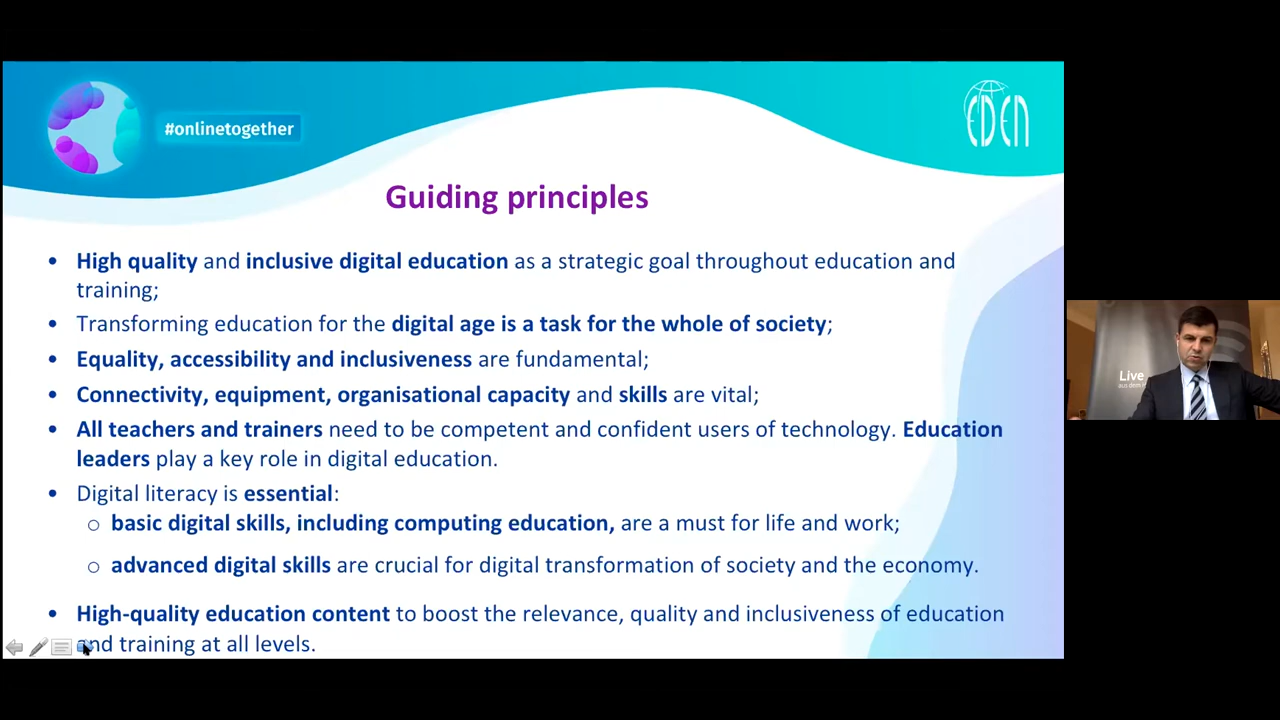 #onlinetogether
EDEN
Guiding principles
• High quality and inclusive digital education as a strategic goal throughout education and
training;
• Transforming education for the digital age is a task for the whole of society;
• Equality, accessibility and inclusiveness are fundamental;
• Connectivity, equipment, organisational capacity and skills are vital;
• All teachers and trainers need to be competent and confident users of technology. Education
leaders play a key role in digital education.
• Digital literacy is essential:
o basic digital skills, including computing education, are a must for life and work;
o advanced digital skills are crucial for digital transformation of society and the economy.
• High-quality education content to boost the relevance, quality and inclusiveness of education
and training at all levels.
Live
aus dem